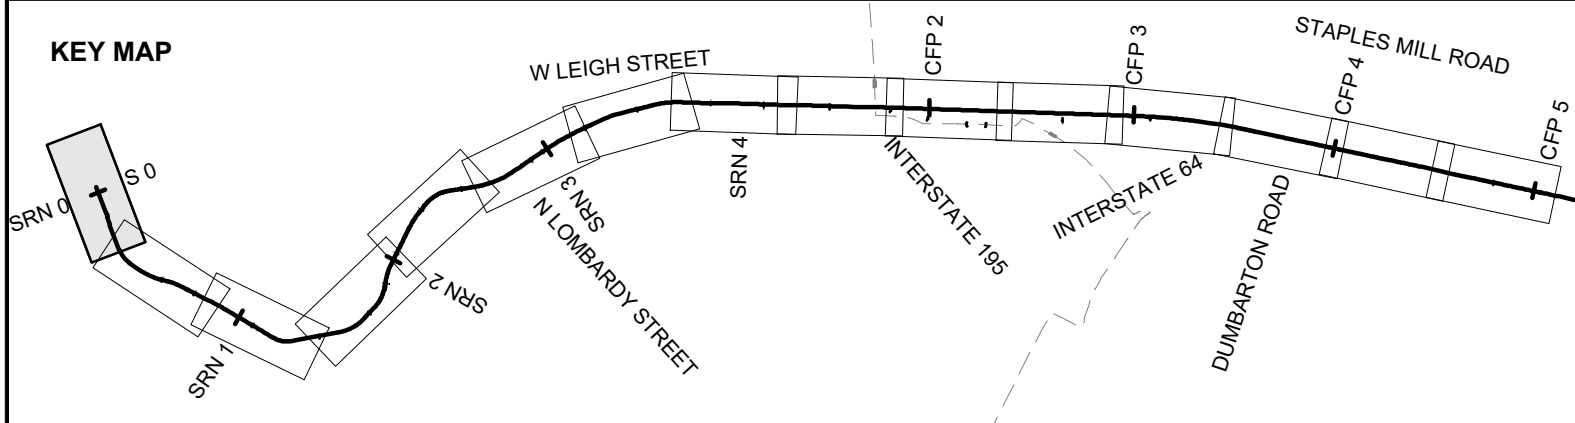 KEY MAP
SRN 0
S 0
SRN 1
SRN 2
SRN 3
N LOMBARDY STREET
W LEIGH STREET
SRN 4
CFP 2
INTERSTATE 195
CFP 3
INTERSTATE 64
DUMBARTON ROAD
STAPLES MILL ROAD
CFP 4
CFP 5